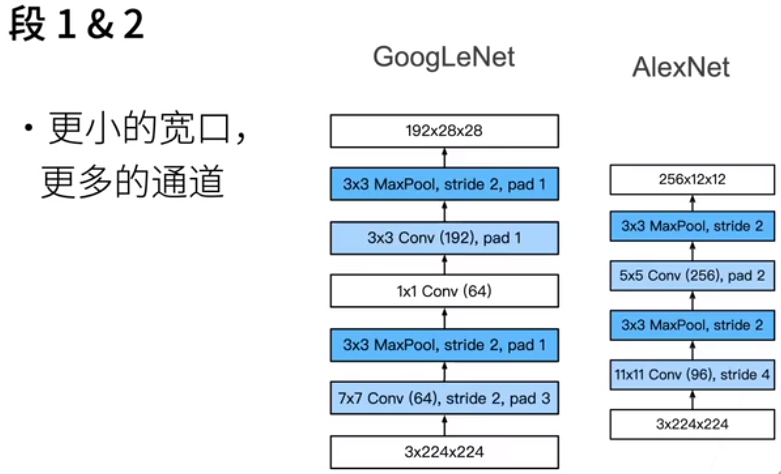 段 1 & 2
• 更小的宽口，
更多的通道
GoogLeNet
192x28x28
3x3 MaxPool, stride 2, pad 1
3x3 Conv (192), pad 1
1x1 Conv (64)
3x3 MaxPool, stride 2, pad 1
7x7 Conv (64), stride 2, pad 3
3x224x224
AlexNet
256x12x12
3x3 MaxPool, stride 2
5x5 Conv (256), pad 2
3x3 MaxPool, stride 2
11x11 Conv (96), stride 4
3x224x224